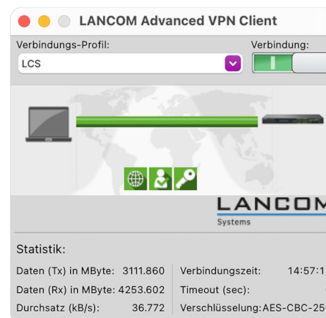 LANCOM Advanced VPN Client
Verbindungs-Profil: Verbindung:
LCS
LANCOM
Systems
Statistik:
Daten (Tx) in MByte: 3111.860 Verbindungszeit: 14:57:1
Daten (Rx) in MByte: 4253.602 Timeout (sec):
Durchsatz (kB/s): 36.772 Verschlüsselung: AES-CBC-25